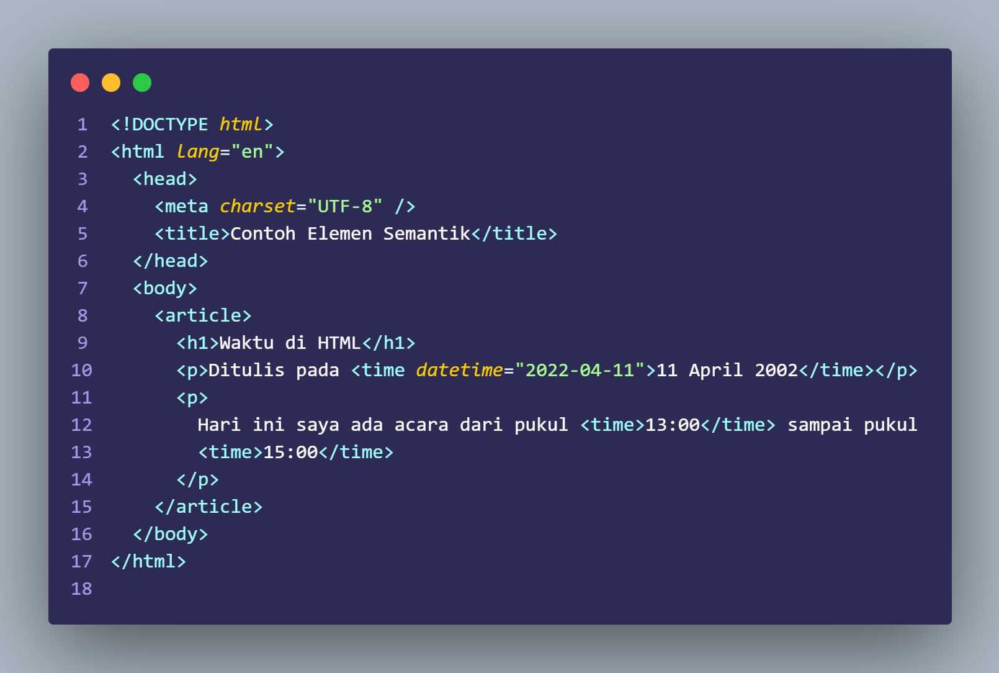 1 <!DOCTYPE html>
2 <html lang="en">
3   <head>
4     <meta charset="UTF-8" />
5     <title>Contoh Elemen Semantik</title>
6   </head>
7   <body>
8     <article>
9       <h1>Waktu di HTML</h1>
10       <p>Ditulis pada <time datetime="2022-04-11">11 April 2002</time></p>
11       <p>
12         Hari ini saya ada acara dari pukul <time>13:00</time> sampai pukul
13         <time>15:00</time>
14       </p>
15     </article>
16   </body>
17 </html>
18